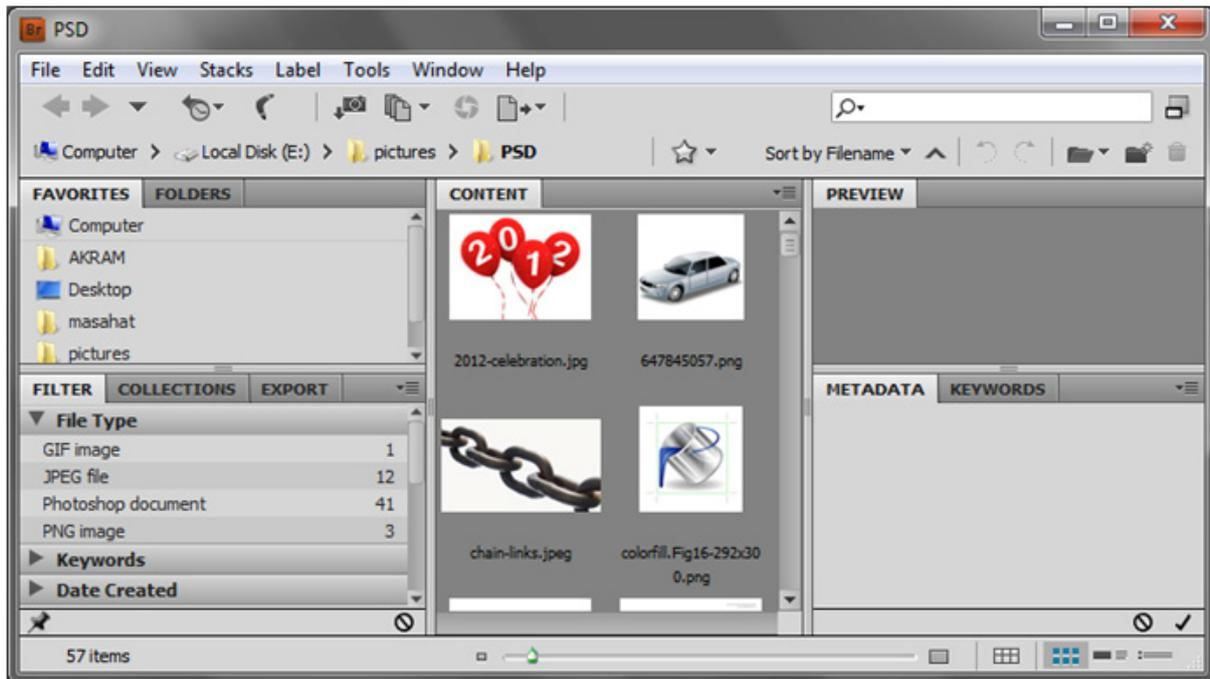 Br PSD
File Edit View Stacks Label Tools Window Help
Computer > Local Disk (E:) > pictures > PSD
Sort by Filename
FAVORITES FOLDERS
Computer
AKRAM
Desktop
masahat
pictures
FILTER COLLECTIONS EXPORT
File Type
GIF image 1
JPEG file 12
Photoshop document 41
PNG image 3
Keywords
Date Created
CONTENT
2012
2012-celebration.jpg
647845057.png
chain-links.jpeg
colorfill.Fig16-292x30
0.png
PREVIEW
METADATA KEYWORDS
57 items